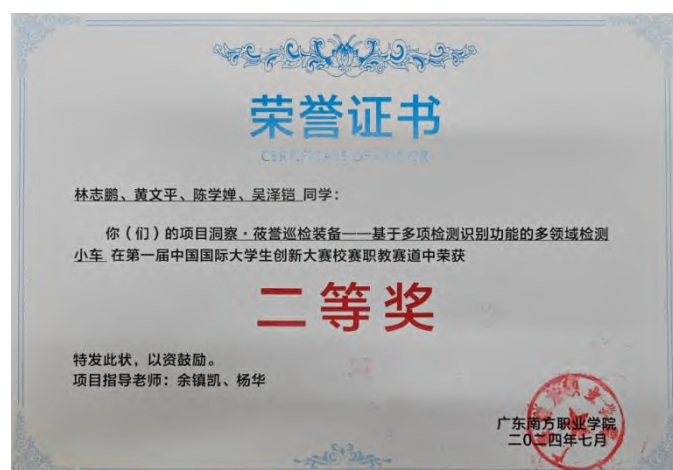 荣誉证书
林志鹏、黄文平、陈学婵、吴泽铠 同学：
你（们）的项目洞察·莜誉巡检装备——基于多项检测识别功能的多领域检测
小车 在第一届中国国际大学生创新大赛校赛职教赛道中荣获
二等奖
特发此状，以资鼓励。
项目指导老师：余镇凯、杨华
广东南方职业学院
二〇二四年七月